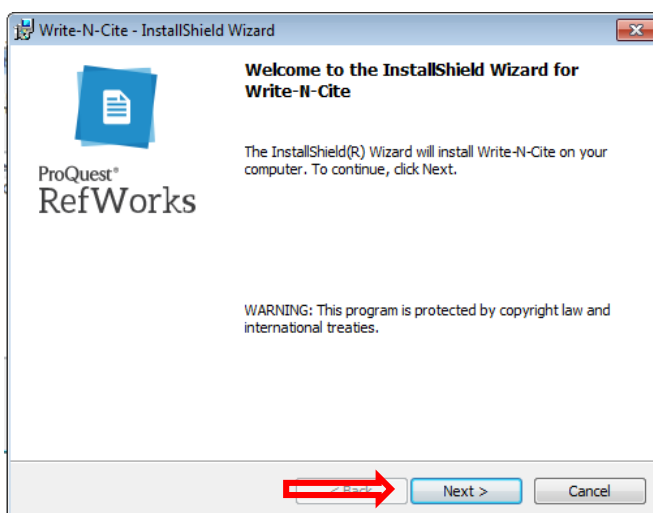 Write-N-Cite - InstallShield Wizard
Welcome to the InstallShield Wizard for
Write-N-Cite
The InstallShield(R) Wizard will install Write-N-Cite on your
computer. To continue, click Next.
ProQuest®
RefWorks
WARNING: This program is protected by copyright law and
international treaties.
< Back
Next >
Cancel